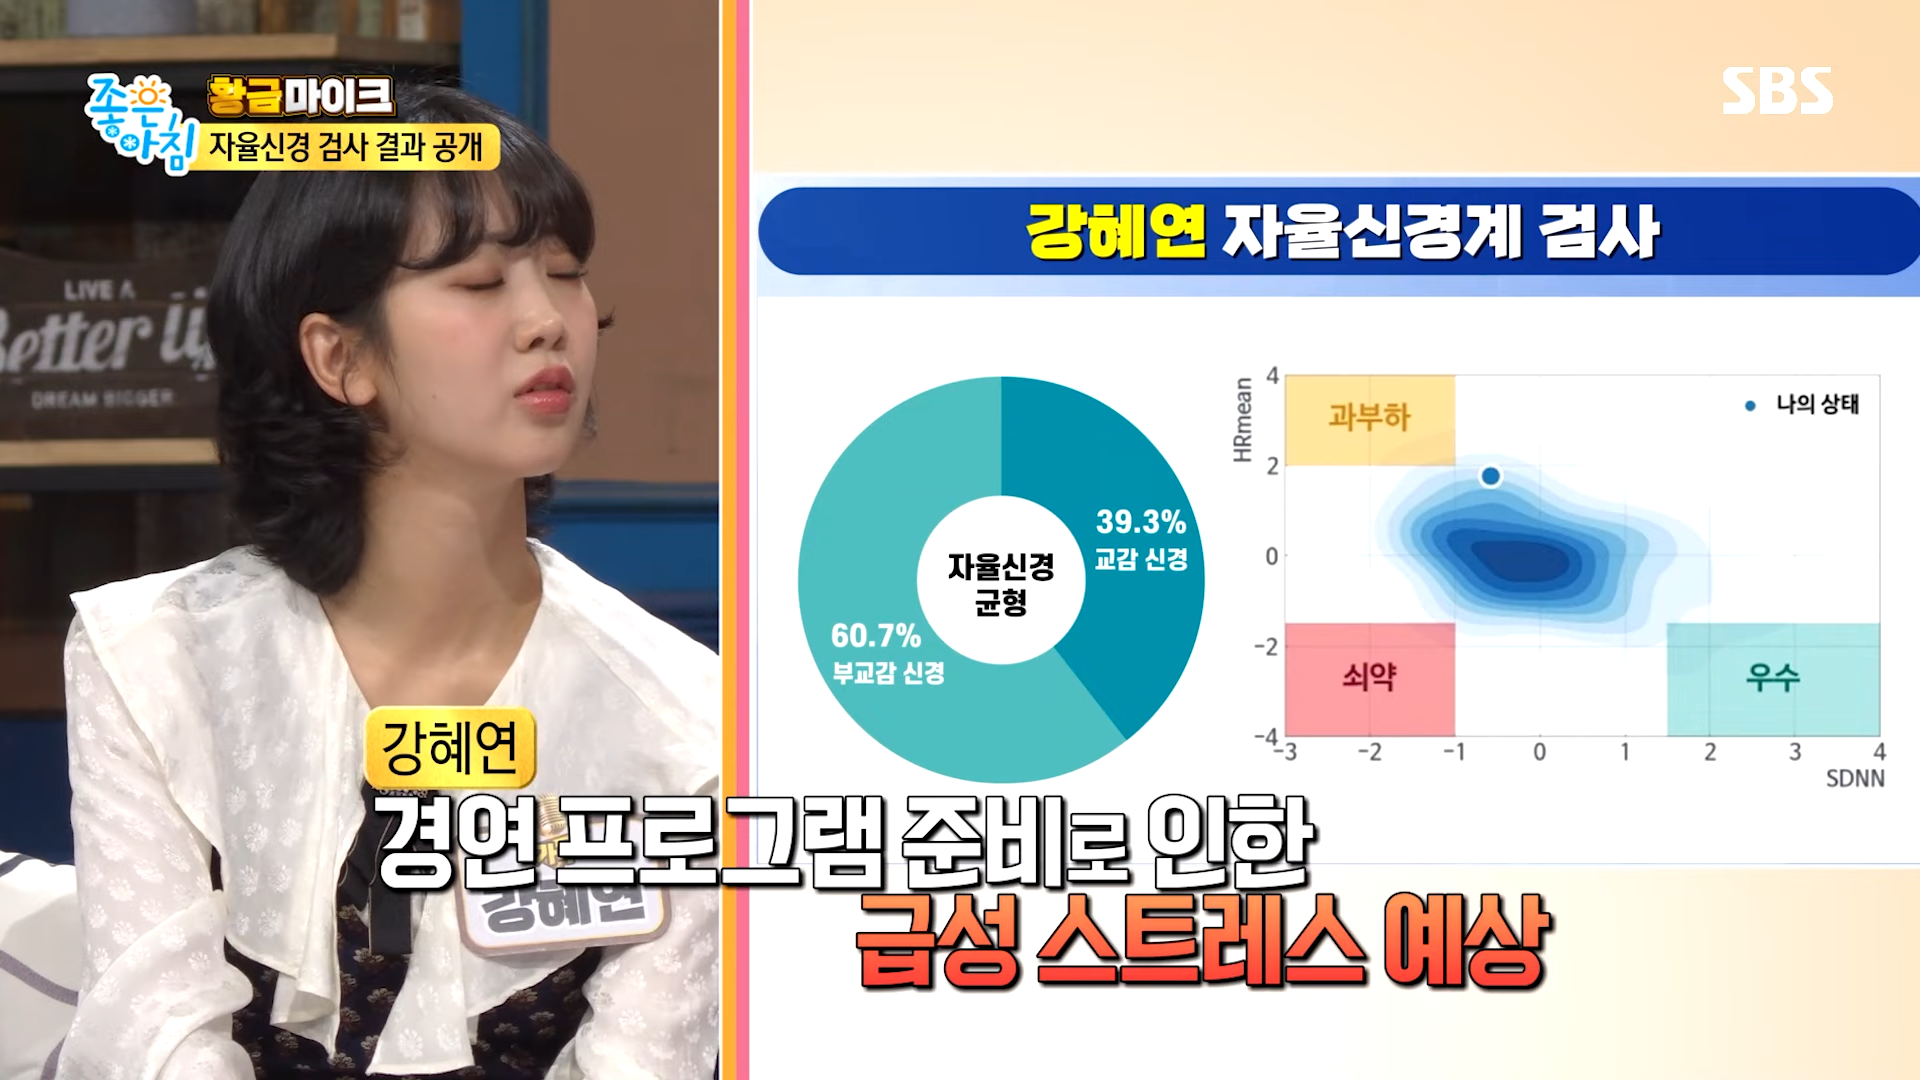 좋은아침
황금마이크
자율신경 검사 결과 공개
SBS
LIVE A
Better
DREAM BIGGER
강혜연 자율신경계 검사
39.3%
교감 신경
자율신경
균형
60.7%
부교감 신경
HRmean
4
2
0
-2
-4
과부하
나의 상태
쇠약
우수
-3 -2 -1 0 1 2 3 4
SDNN
강혜연
경연 프로그램 준비로 인한
급성 스트레스 예상
강혜연